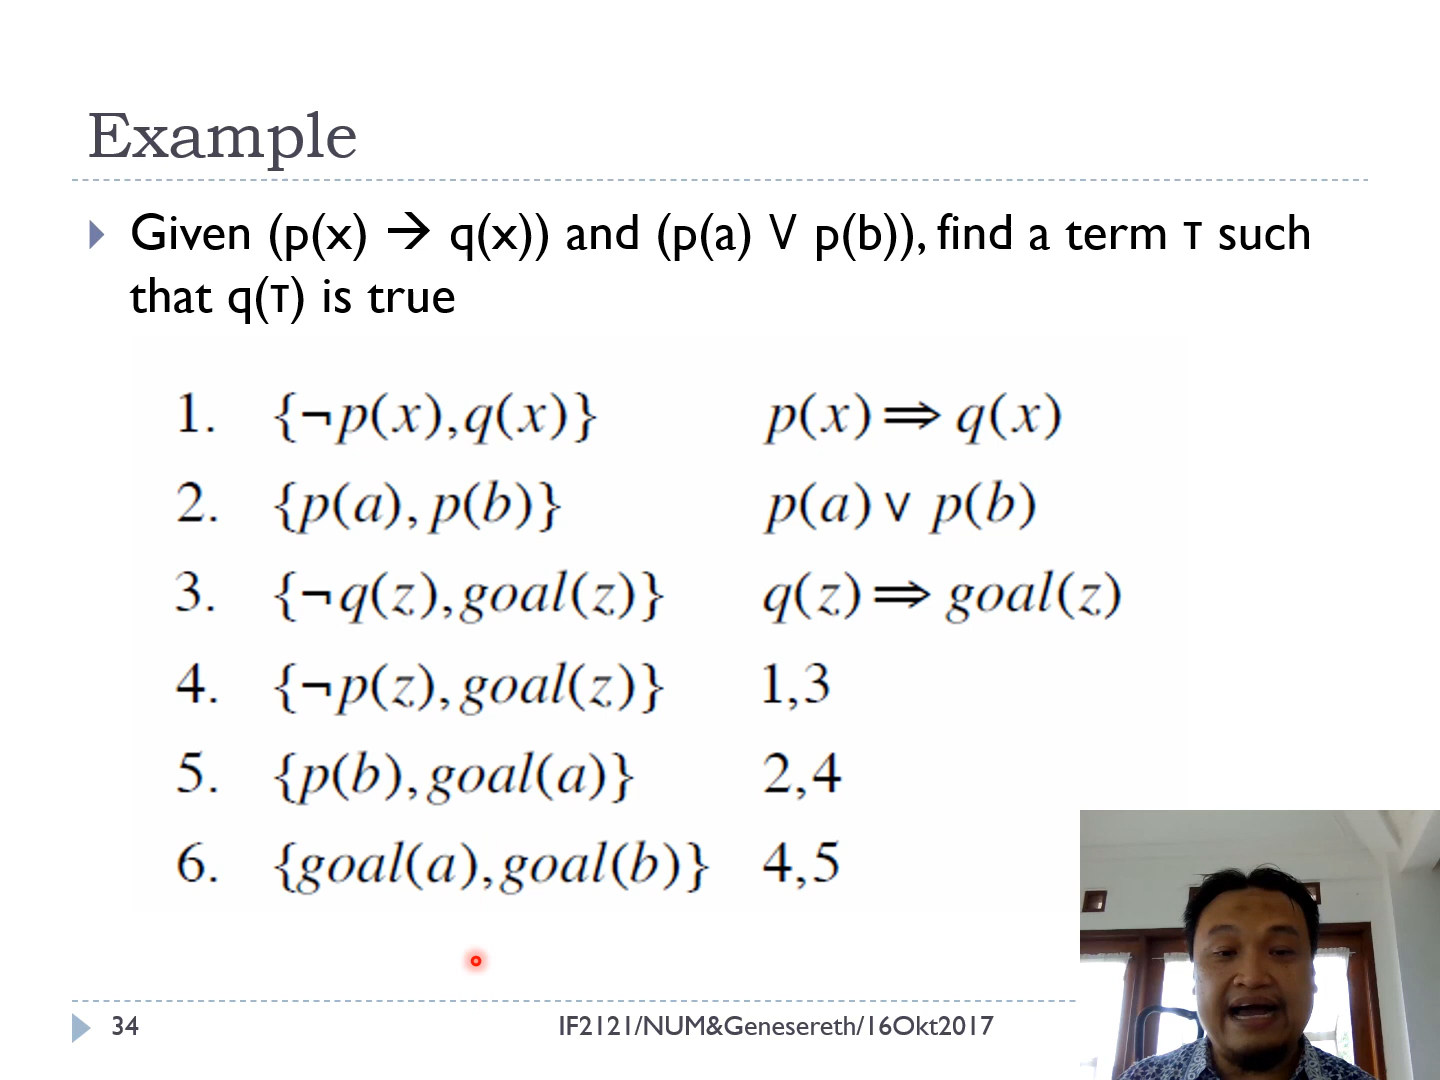 Example
Given (p(x) → q(x)) and (p(a) V p(b)), find a term τ such
that q(τ) is true
1. {¬p(x),q(x)} p(x)⇒q(x)
2. {p(a),p(b)} p(a)∨p(b)
3. {¬q(z),goal(z)} q(z)⇒goal(z)
4. {¬p(z),goal(z)} 1,3
5. {p(b),goal(a)} 2,4
6. {goal(a),goal(b)} 4,5
34 IF2121/NUM&Genesereth/16Okt2017